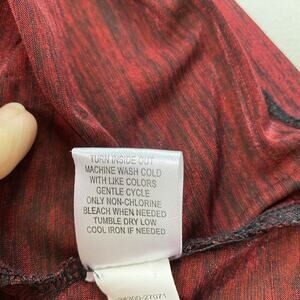 TURN INSIDE OUT
MACHINE WASH COLD
WITH LIKE COLORS
GENTLE CYCLE
ONLY NON-CHLORINE
BLEACH WHEN NEEDED
TUMBLE DRY LOW
COOL IRON IF NEEDED